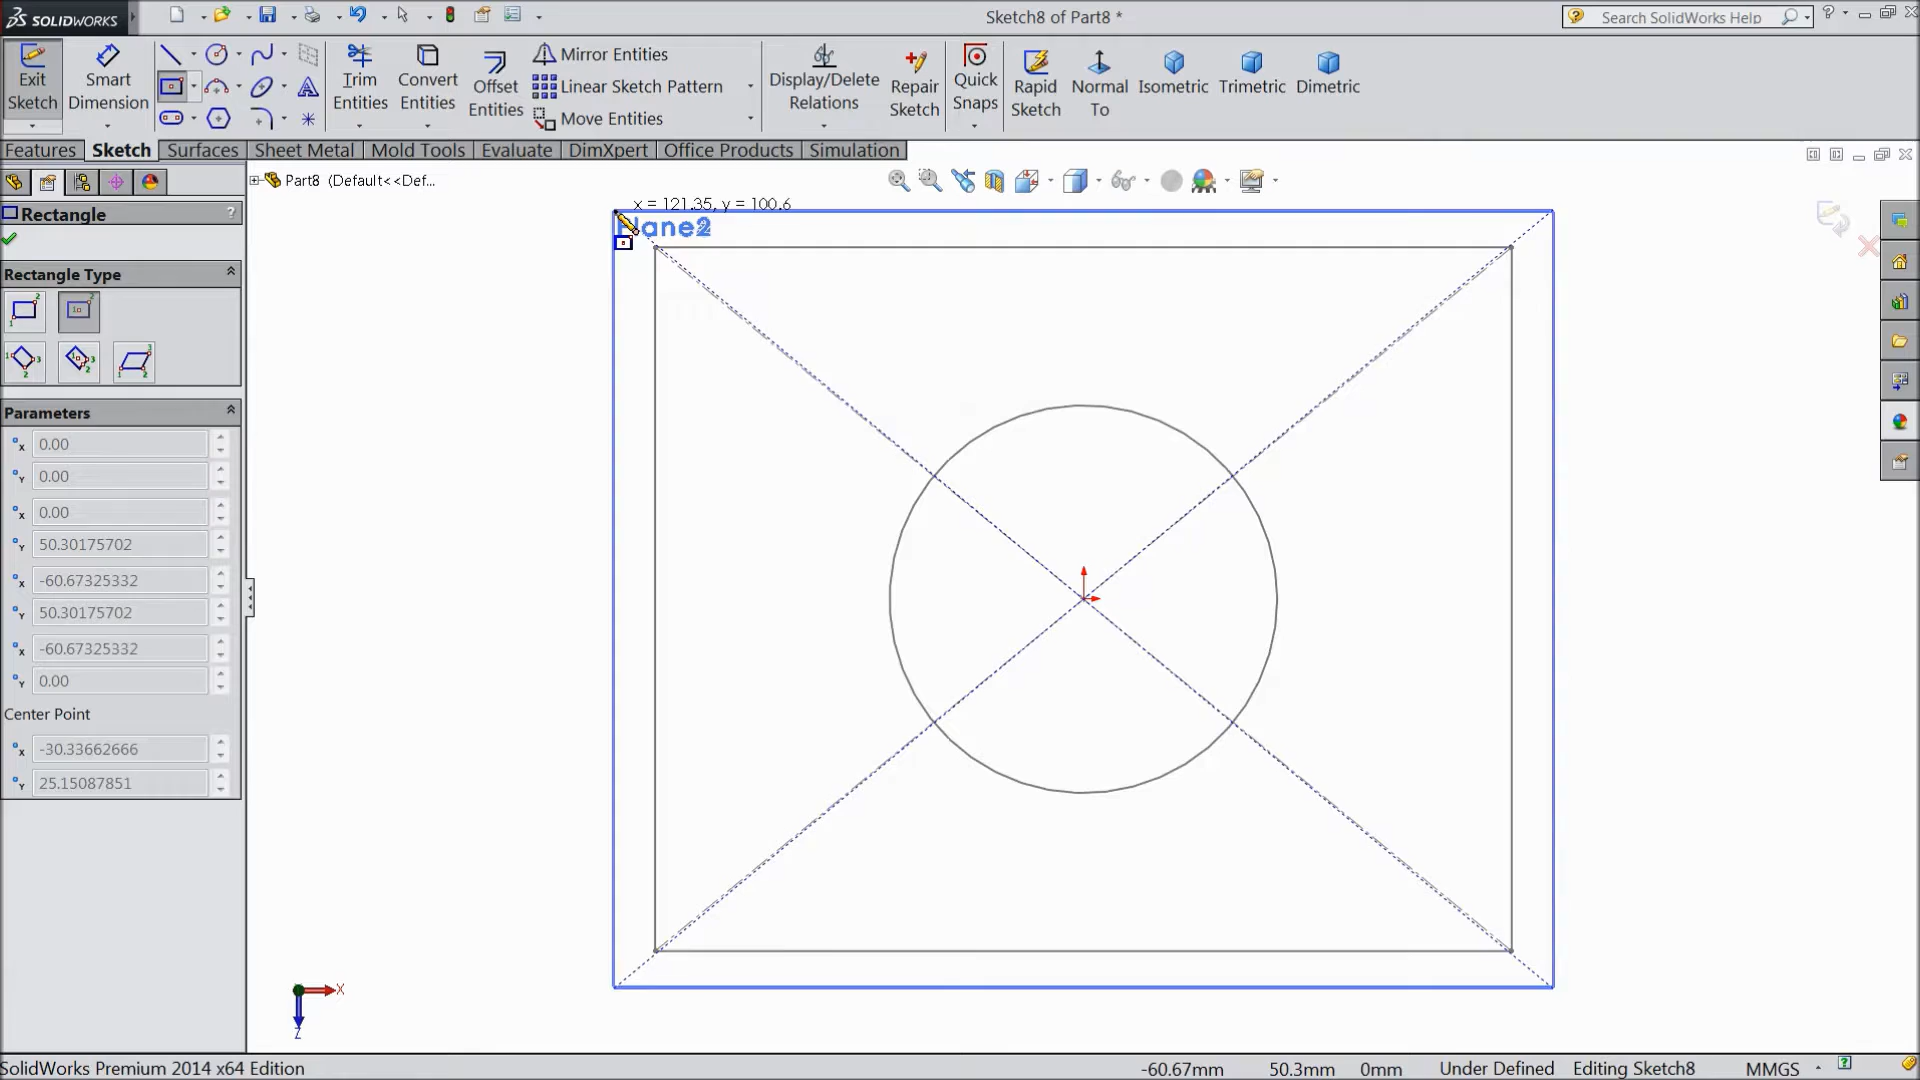 SOLIDWORKS
Sketch8 of Part8 *
Search SolidWorks Help
Exit Sketch
Smart Dimension
Trim Entities
Convert Entities
Offset Entities
Mirror Entities
Linear Sketch Pattern
Move Entities
Display/Delete Relations
Repair Sketch
Quick Snaps
Rapid Sketch
Normal To
Isometric
Trimetric
Dimetric
Features
Sketch
Surfaces
Sheet Metal
Mold Tools
Evaluate
DimXpert
Office Products
Simulation
Part8 (Default<<Def...
Rectangle
?
Rectangle Type
Parameters
0.00
0.00
0.00
50.30175702
-60.67325332
50.30175702
-60.67325332
0.00
Center Point
-30.33662666
25.15087851
x = 121.35, y = 100.6
Plane2
X
Z
SolidWorks Premium 2014 x64 Edition
-60.67mm
50.3mm
0mm
Under Defined
Editing Sketch8
MMGS